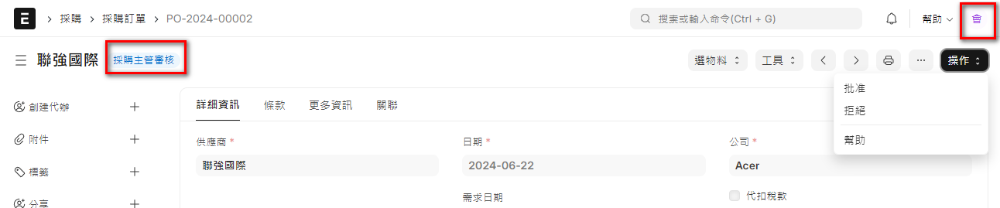 E 採購 採購訂單 PO-2024-00002 搜索或輸入命令(Ctrl + G) 幫助 會
聯強國際 採購主管審核 選物料 工具 ... 操作
批准
拒絕
幫助
創建代辦
附件
標籤
分享
詳細資訊 條款 更多資訊 關聯
供應商 * 日期 * 公司 *
聯強國際 2024-06-22 Acer
需求日期 代扣稅款